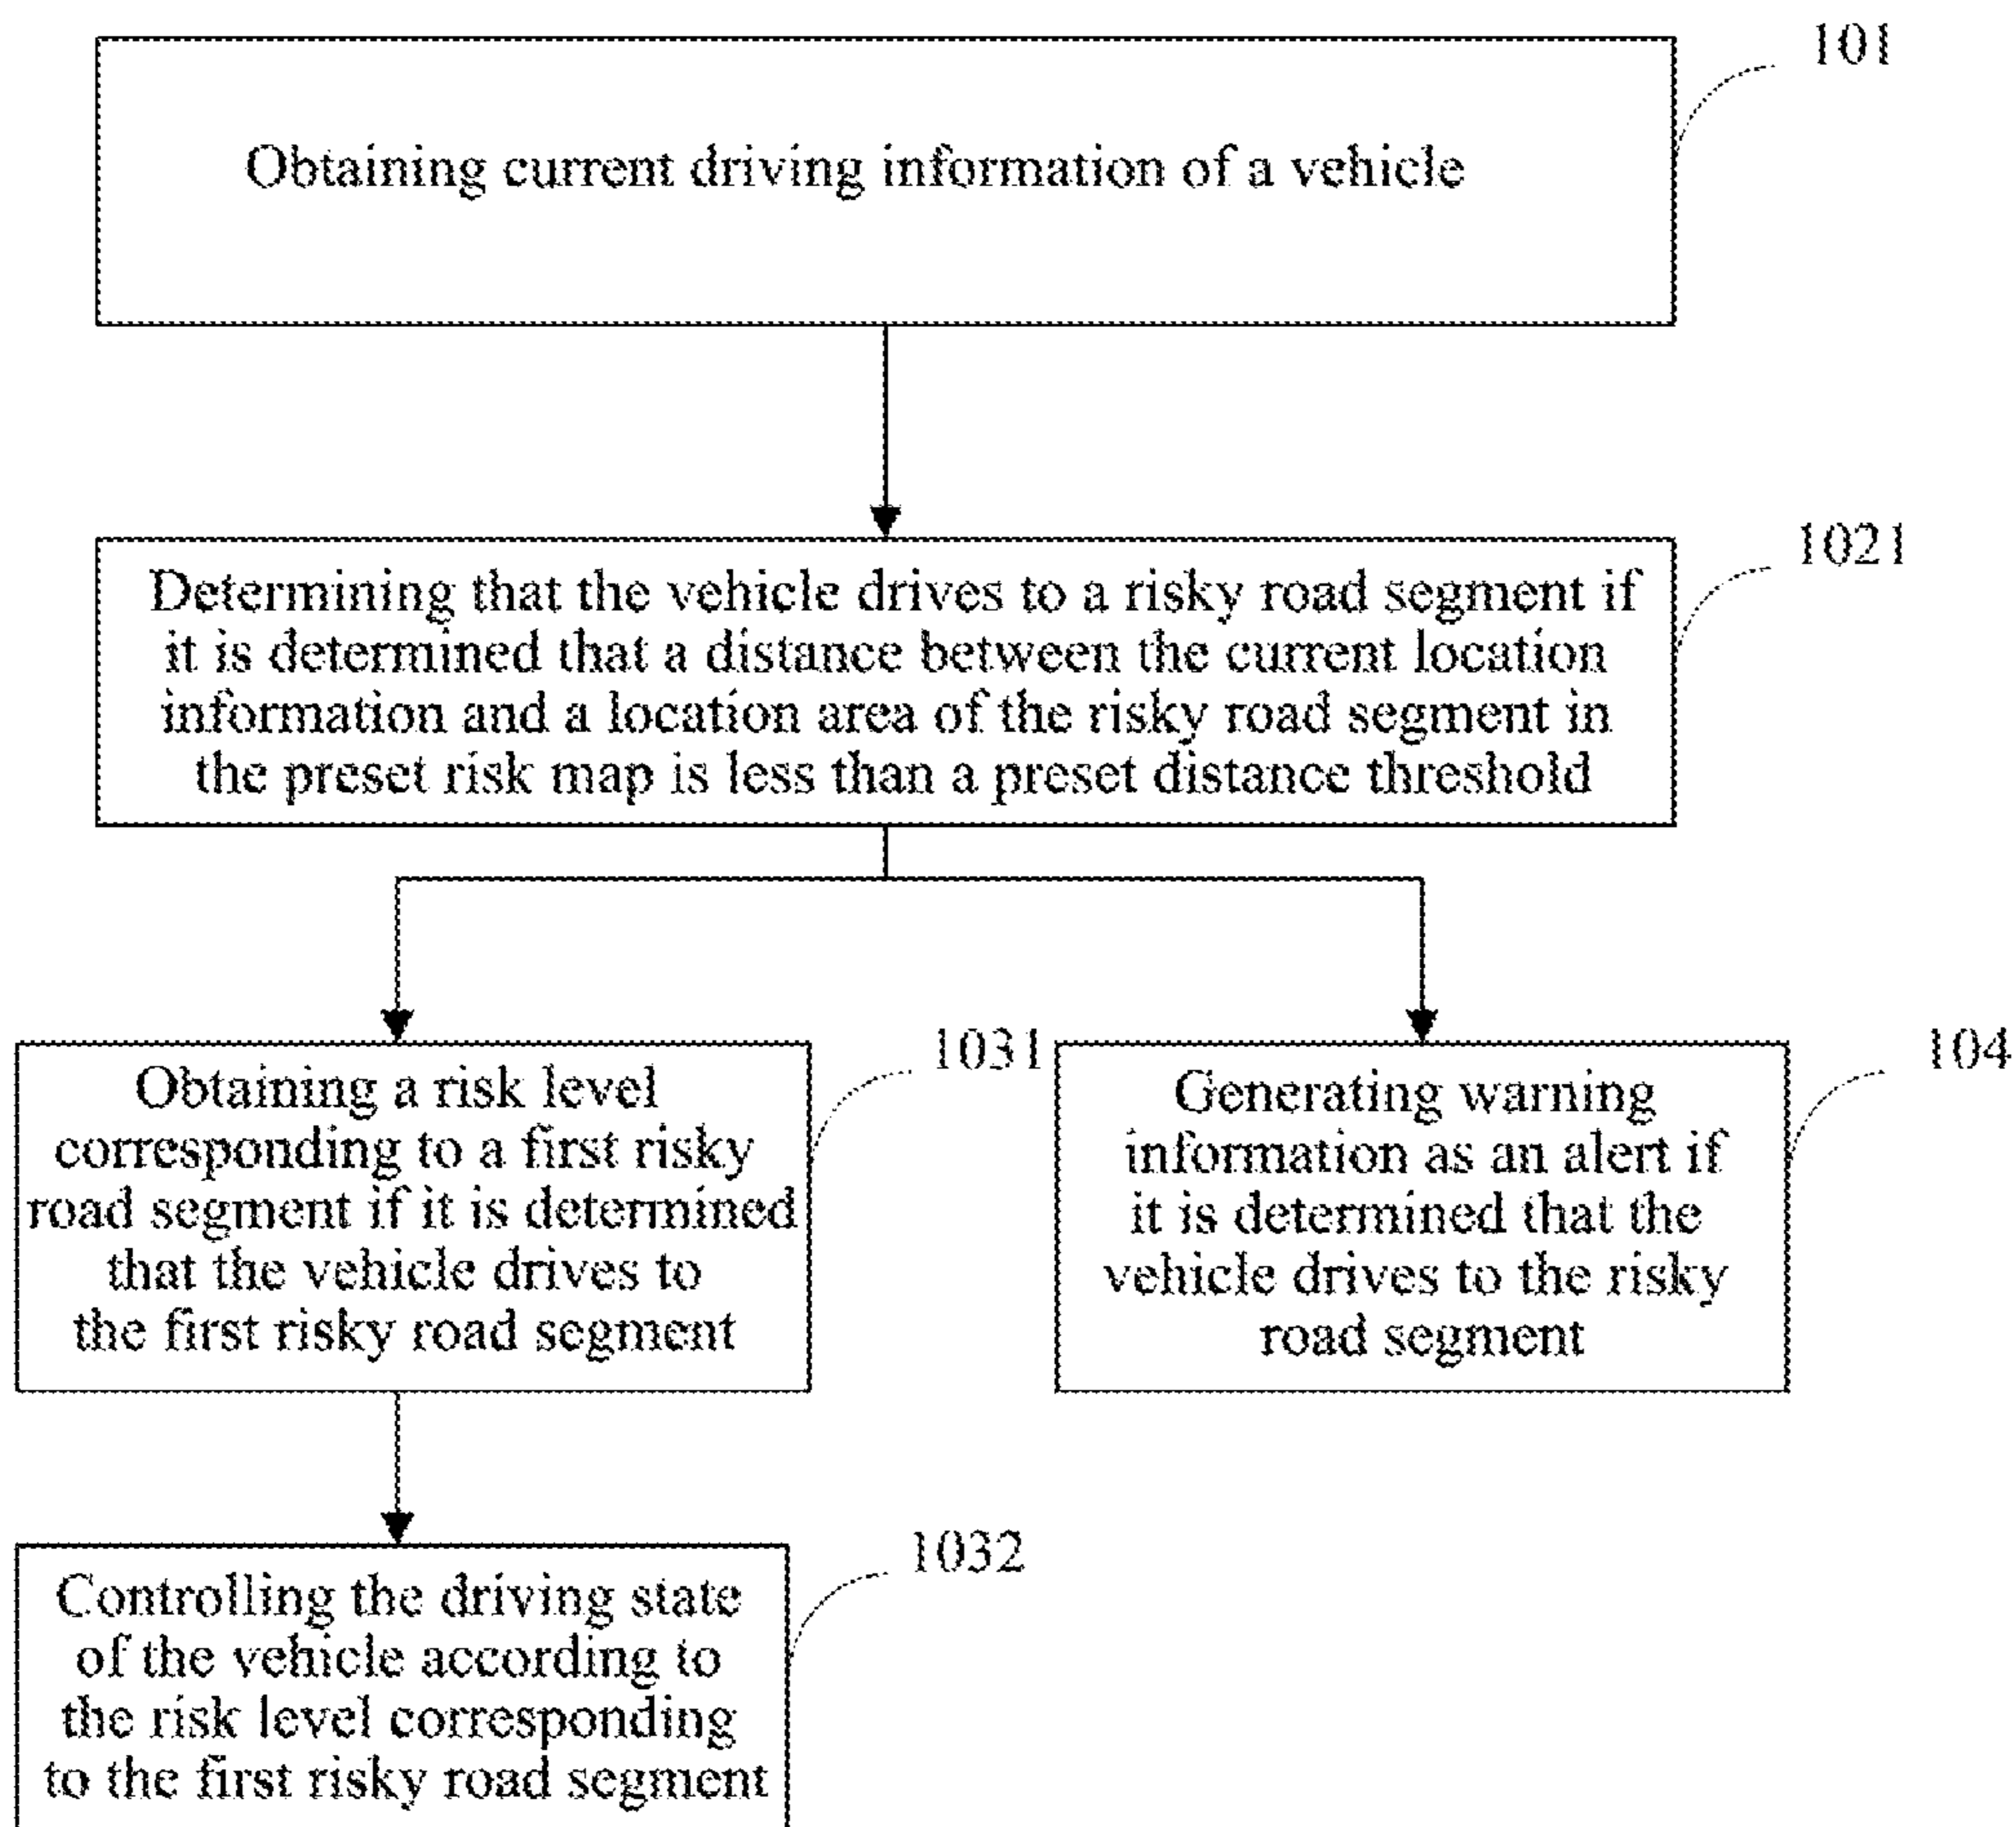 101
Obtaining current driving information of a vehicle
1021
Determining that the vehicle drives to a risky road segment if
it is determined that a distance between the current location
information and a location area of the risky road segment in
the preset risk map is less than a preset distance threshold
1031
Obtaining a risk level
corresponding to a first risky
road segment if it is determined
that the vehicle drives to
the first risky road segment
104
Generating warning
information as an alert if
it is determined that the
vehicle drives to the risky
road segment
1032
Controlling the driving state
of the vehicle according to
the risk level corresponding
to the first risky road segment